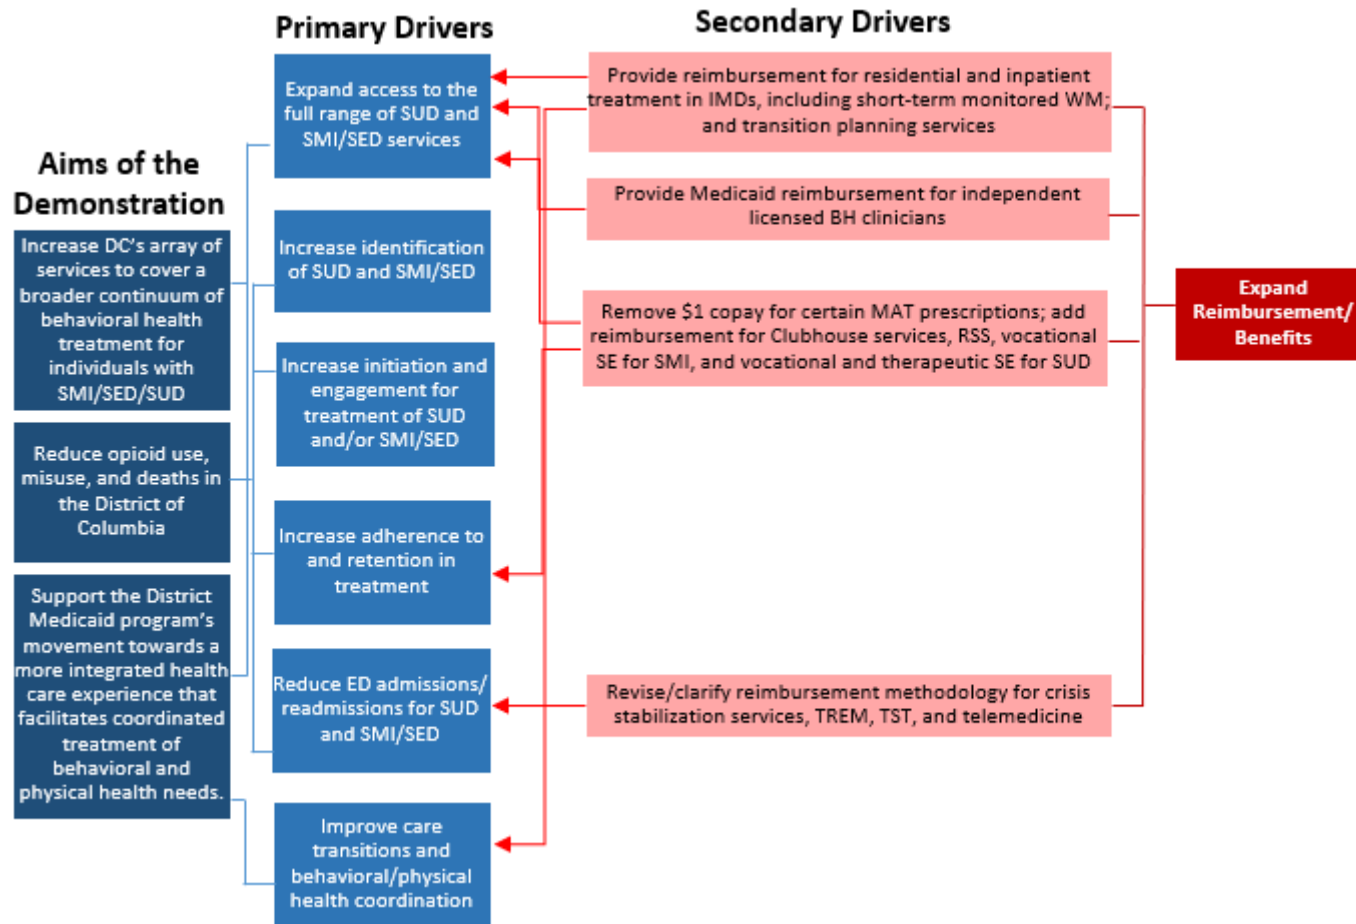 Primary Drivers
Secondary Drivers
Aims of the
Demonstration
Increase DC's array of
services to cover a
broader continuum of
behavioral health
treatment for
individuals with
SMI/SED/SUD
Reduce opioid use,
misuse, and deaths in
the District of
Columbia
Support the District
Medicaid program's
movement towards a
more integrated health
care experience that
facilitates coordinated
treatment of
behavioral and
physical health needs.
Expand access to the
full range of SUD and
SMI/SED services
Increase identification
of SUD and SMI/SED
Increase initiation and
engagement for
treatment of SUD
and/or SMI/SED
Increase adherence to
and retention in
treatment
Reduce ED admissions/
readmissions for SUD
and SMI/SED
Improve care
transitions and
behavioral/physical
health coordination
Provide reimbursement for residential and inpatient
treatment in IMDs, including short-term monitored WM;
and transition planning services
Provide Medicaid reimbursement for independent
licensed BH clinicians
Remove $1 copay for certain MAT prescriptions; add
reimbursement for Clubhouse services, RSS, vocational
SE for SMI, and vocational and therapeutic SE for SUD
Revise/clarify reimbursement methodology for crisis
stabilization services, TREM, TST, and telemedicine
Expand
Reimbursement/
Benefits